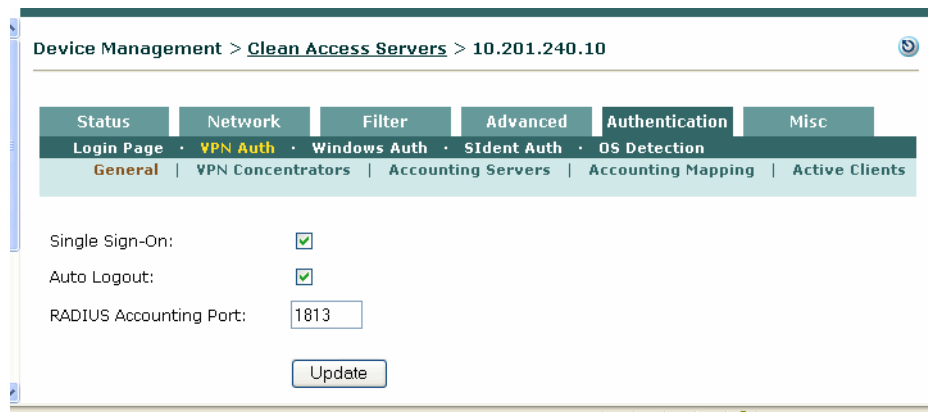 Device Management > Clean Access Servers > 10.201.240.10
Status Network Filter Advanced Authentication Misc
Login Page · VPN Auth · Windows Auth · SIdent Auth · OS Detection
General | VPN Concentrators | Accounting Servers | Accounting Mapping | Active Clients
Single Sign-On:
Auto Logout:
RADIUS Accounting Port: 1813
Update